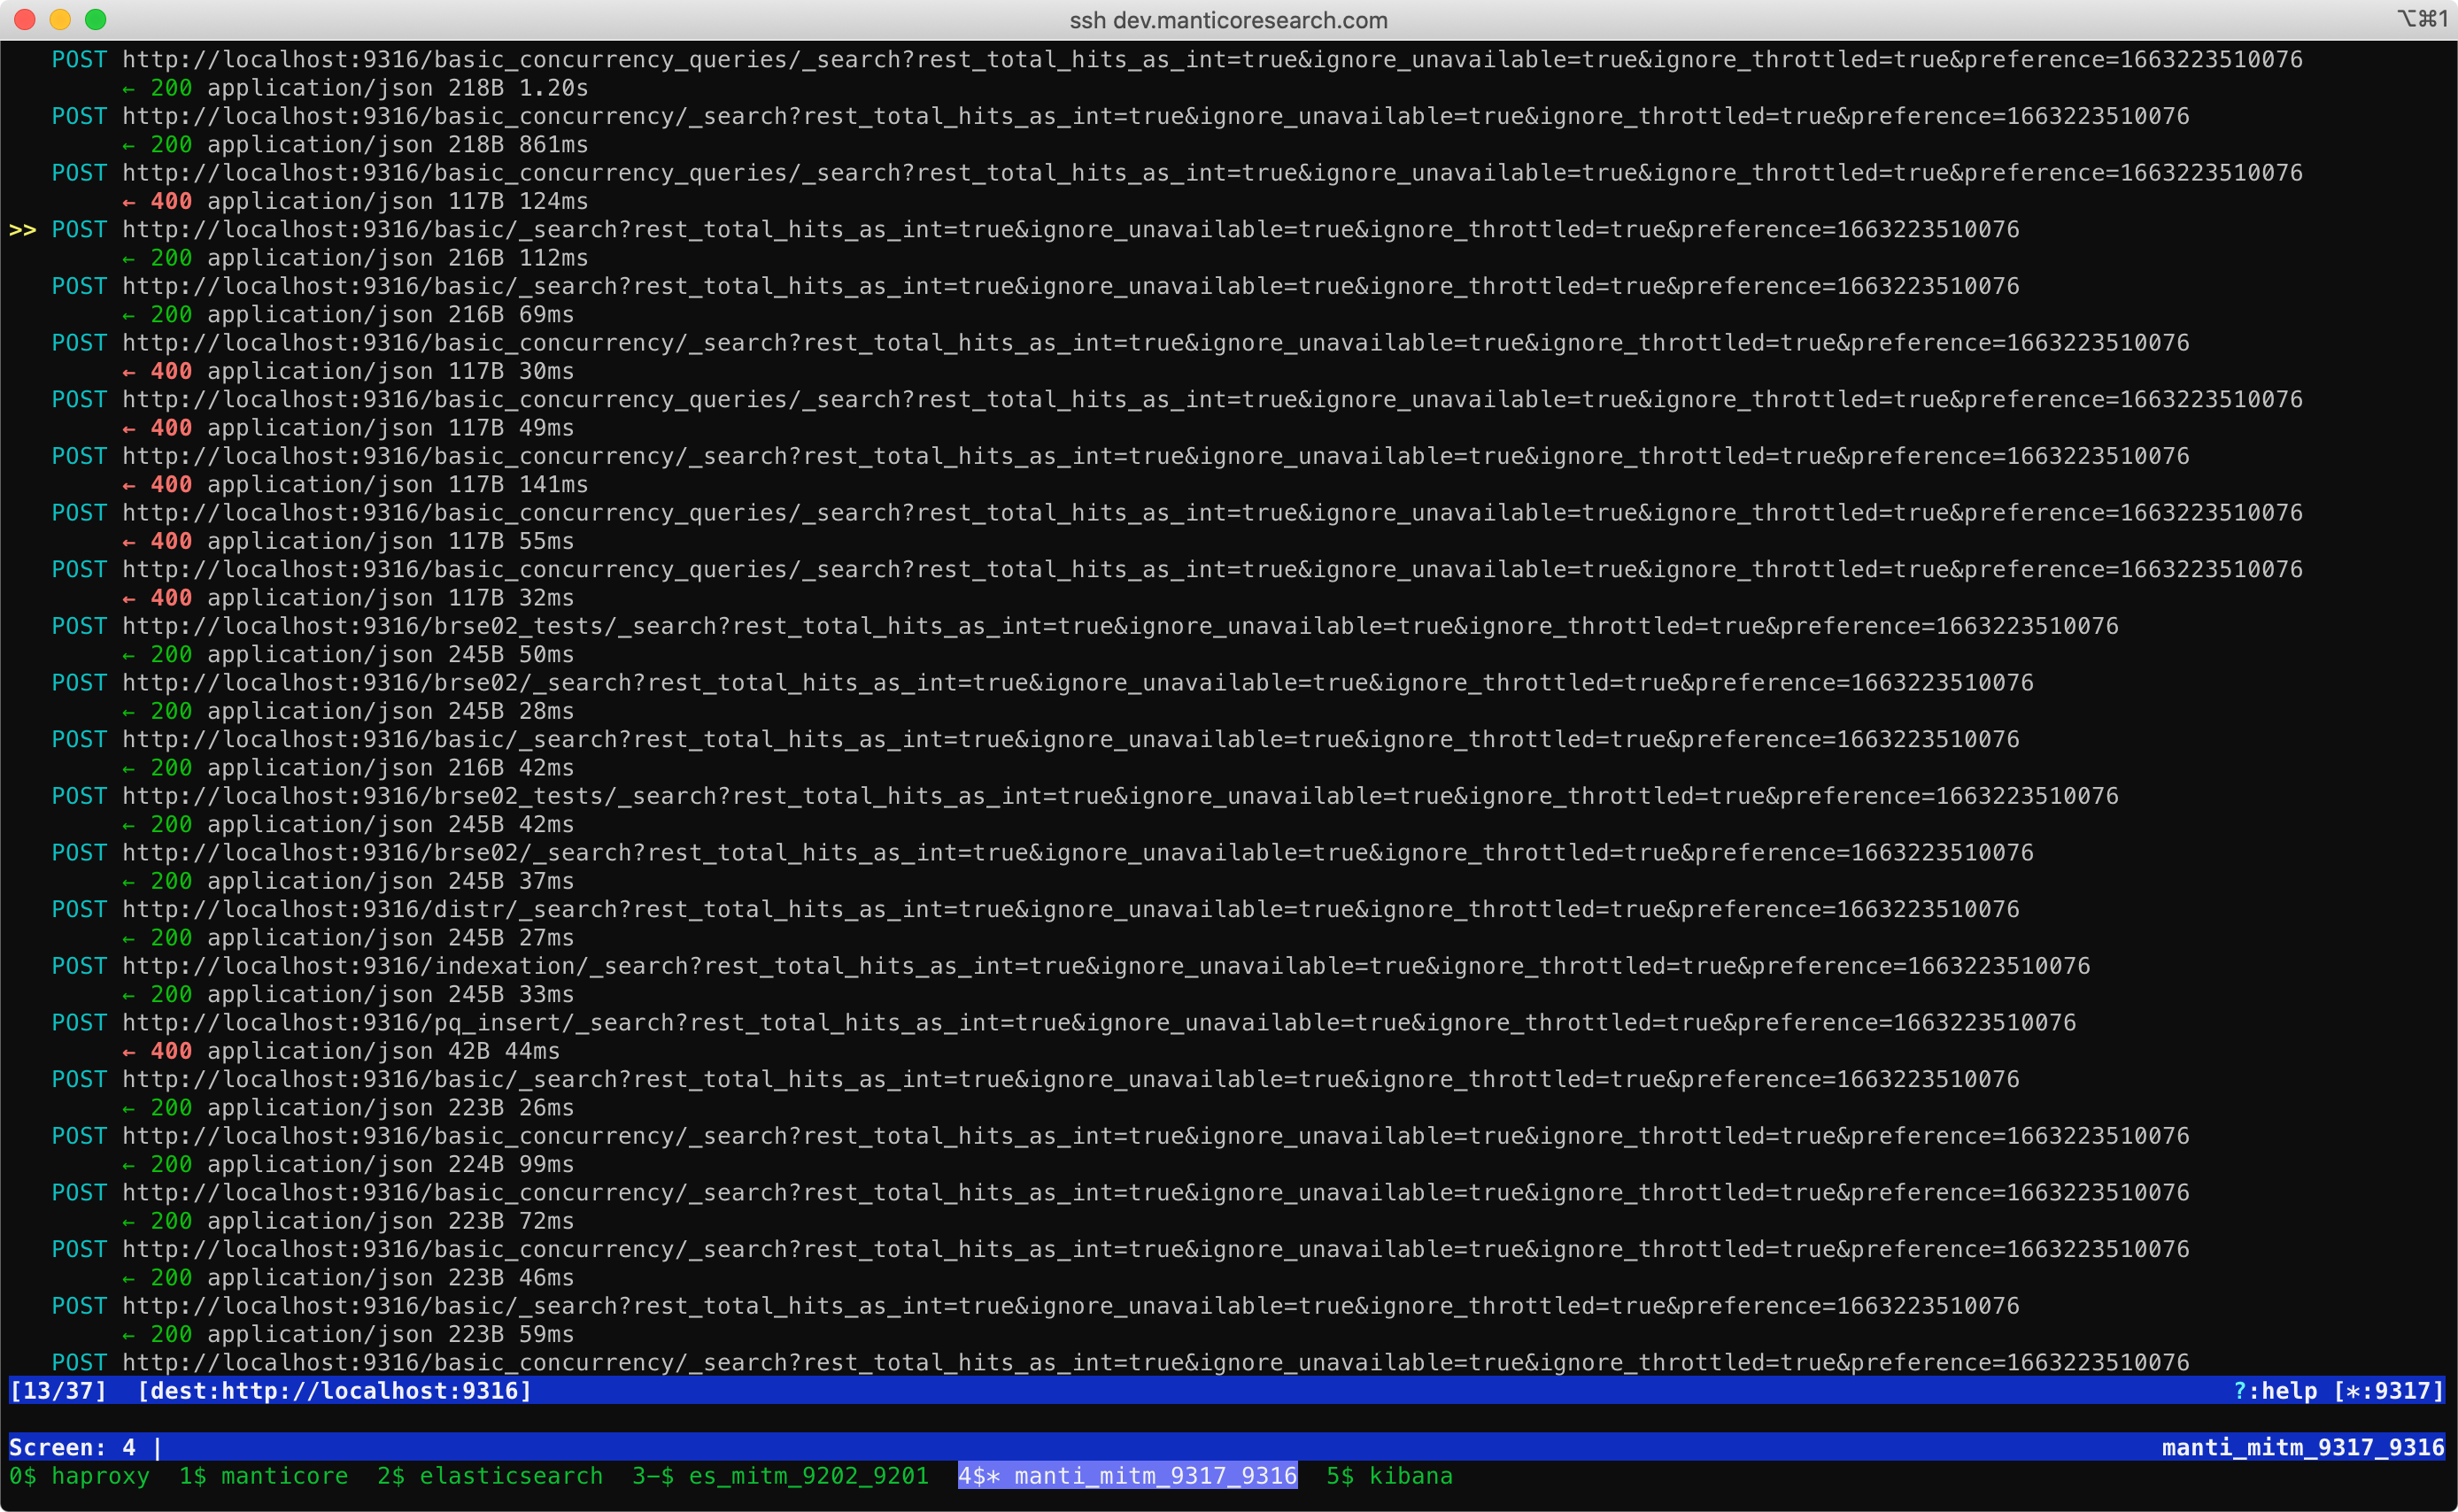 ssh dev.manticoresearch.com ⌥⌘1
POST http://localhost:9316/basic_concurrency_queries/_search?rest_total_hits_as_int=true&ignore_unavailable=true&ignore_throttled=true&preference=1663223510076
← 200 application/json 218B 1.20s
POST http://localhost:9316/basic_concurrency/_search?rest_total_hits_as_int=true&ignore_unavailable=true&ignore_throttled=true&preference=1663223510076
← 200 application/json 218B 861ms
POST http://localhost:9316/basic_concurrency_queries/_search?rest_total_hits_as_int=true&ignore_unavailable=true&ignore_throttled=true&preference=1663223510076
← 400 application/json 117B 124ms
>> POST http://localhost:9316/basic/_search?rest_total_hits_as_int=true&ignore_unavailable=true&ignore_throttled=true&preference=1663223510076
← 200 application/json 216B 112ms
POST http://localhost:9316/basic/_search?rest_total_hits_as_int=true&ignore_unavailable=true&ignore_throttled=true&preference=1663223510076
← 200 application/json 216B 69ms
POST http://localhost:9316/basic_concurrency/_search?rest_total_hits_as_int=true&ignore_unavailable=true&ignore_throttled=true&preference=1663223510076
← 400 application/json 117B 30ms
POST http://localhost:9316/basic_concurrency_queries/_search?rest_total_hits_as_int=true&ignore_unavailable=true&ignore_throttled=true&preference=1663223510076
← 400 application/json 117B 49ms
POST http://localhost:9316/basic_concurrency/_search?rest_total_hits_as_int=true&ignore_unavailable=true&ignore_throttled=true&preference=1663223510076
← 400 application/json 117B 141ms
POST http://localhost:9316/basic_concurrency_queries/_search?rest_total_hits_as_int=true&ignore_unavailable=true&ignore_throttled=true&preference=1663223510076
← 400 application/json 117B 55ms
POST http://localhost:9316/basic_concurrency_queries/_search?rest_total_hits_as_int=true&ignore_unavailable=true&ignore_throttled=true&preference=1663223510076
← 400 application/json 117B 32ms
POST http://localhost:9316/brse02_tests/_search?rest_total_hits_as_int=true&ignore_unavailable=true&ignore_throttled=true&preference=1663223510076
← 200 application/json 245B 50ms
POST http://localhost:9316/brse02/_search?rest_total_hits_as_int=true&ignore_unavailable=true&ignore_throttled=true&preference=1663223510076
← 200 application/json 245B 28ms
POST http://localhost:9316/basic/_search?rest_total_hits_as_int=true&ignore_unavailable=true&ignore_throttled=true&preference=1663223510076
← 200 application/json 216B 42ms
POST http://localhost:9316/brse02_tests/_search?rest_total_hits_as_int=true&ignore_unavailable=true&ignore_throttled=true&preference=1663223510076
← 200 application/json 245B 42ms
POST http://localhost:9316/brse02/_search?rest_total_hits_as_int=true&ignore_unavailable=true&ignore_throttled=true&preference=1663223510076
← 200 application/json 245B 37ms
POST http://localhost:9316/distr/_search?rest_total_hits_as_int=true&ignore_unavailable=true&ignore_throttled=true&preference=1663223510076
← 200 application/json 245B 27ms
POST http://localhost:9316/indexation/_search?rest_total_hits_as_int=true&ignore_unavailable=true&ignore_throttled=true&preference=1663223510076
← 200 application/json 245B 33ms
POST http://localhost:9316/pq_insert/_search?rest_total_hits_as_int=true&ignore_unavailable=true&ignore_throttled=true&preference=1663223510076
← 400 application/json 42B 44ms
POST http://localhost:9316/basic/_search?rest_total_hits_as_int=true&ignore_unavailable=true&ignore_throttled=true&preference=1663223510076
← 200 application/json 223B 26ms
POST http://localhost:9316/basic_concurrency/_search?rest_total_hits_as_int=true&ignore_unavailable=true&ignore_throttled=true&preference=1663223510076
← 200 application/json 224B 99ms
POST http://localhost:9316/basic_concurrency/_search?rest_total_hits_as_int=true&ignore_unavailable=true&ignore_throttled=true&preference=1663223510076
← 200 application/json 223B 72ms
POST http://localhost:9316/basic_concurrency/_search?rest_total_hits_as_int=true&ignore_unavailable=true&ignore_throttled=true&preference=1663223510076
← 200 application/json 223B 46ms
POST http://localhost:9316/basic/_search?rest_total_hits_as_int=true&ignore_unavailable=true&ignore_throttled=true&preference=1663223510076
← 200 application/json 223B 59ms
POST http://localhost:9316/basic_concurrency/_search?rest_total_hits_as_int=true&ignore_unavailable=true&ignore_throttled=true&preference=1663223510076
[13/37] [dest:http://localhost:9316] ?:help [*:9317]
Screen: 4 | manti_mitm_9317_9316
0$ haproxy 1$ manticore 2$ elasticsearch 3-$ es_mitm_9202_9201 4$* manti_mitm_9317_9316 5$ kibana